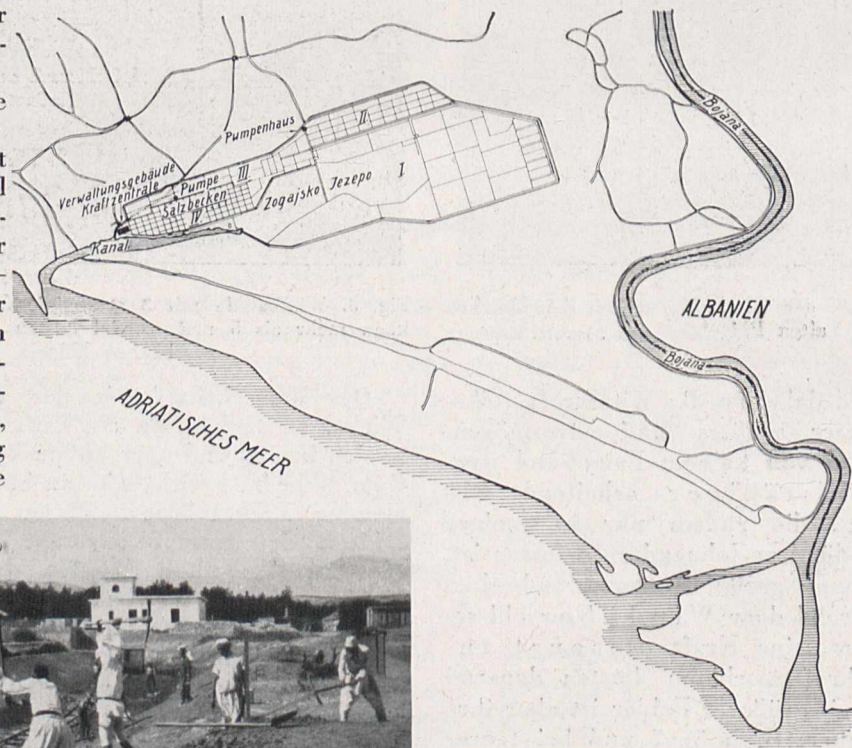 r
-
e
t
l
-
r
-
r
n
-
-
,
g
e
Pumpenhaus
II
Verwaltungsgebäude
Kraftzentrale
Pumpe
III
Salzbecken
IV
Zogajsko Jezepo
I
Kanal
Bojana
ALBANIEN
Bojana
ADRIATISCHES MEER